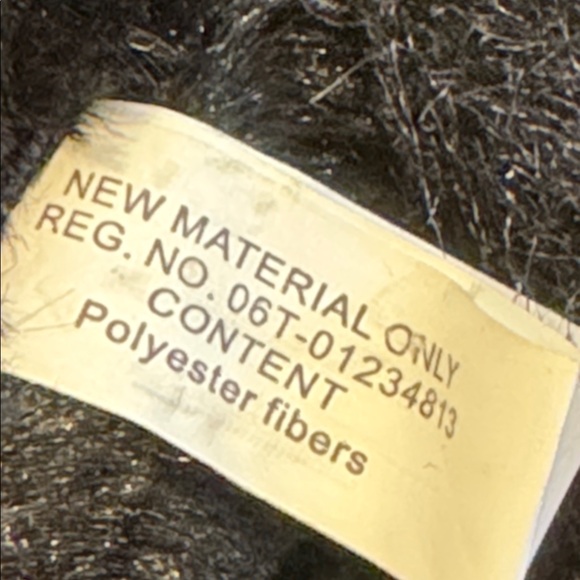 NEW MATERIAL ONLY
REG. NO. 06T-01234813
CONTENT
Polyester fibers